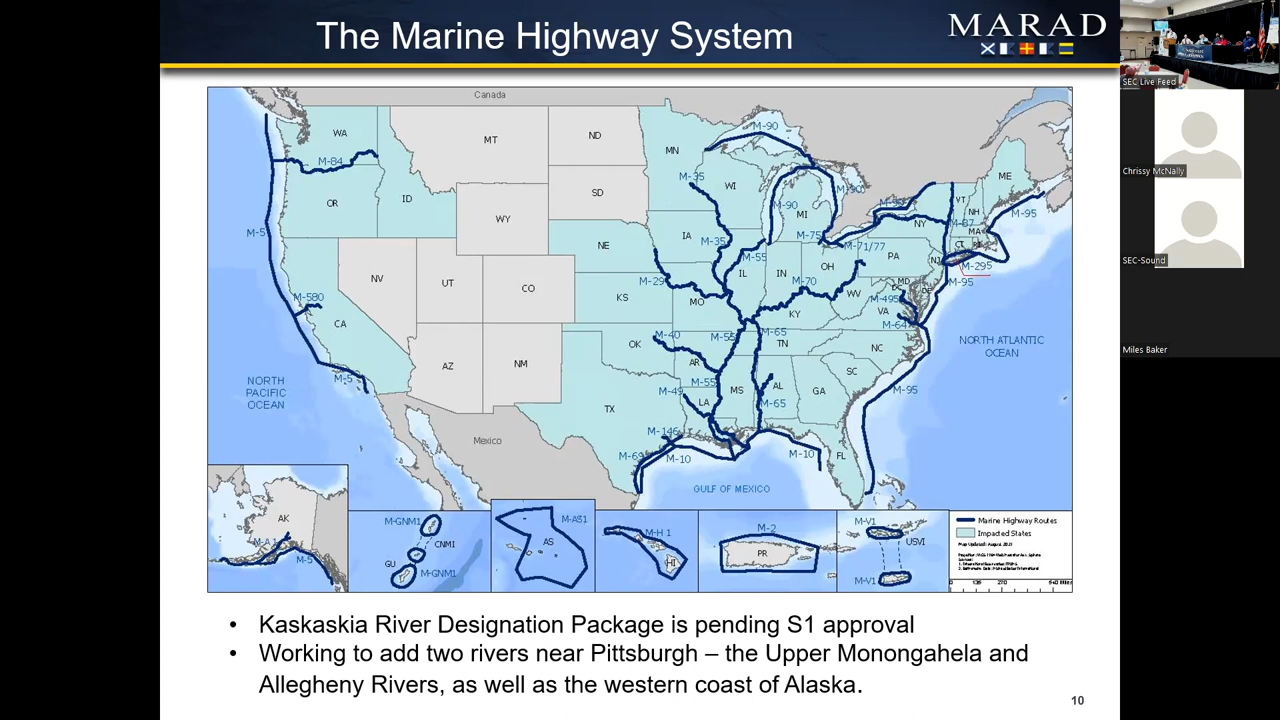 The Marine Highway System
MARAD
SEC Live Feed
Chrissy McNally
SEC-Sound
Miles Baker
Canada
WA
MT
ND
MN
M-90
ME
M-84
M-35
WI
OR
ID
SD
M-90
MI
M-90
VT
NH
M-95
WY
NY
M-87
MA
M-5
IA
M-35
M-75
CT
NE
M-55
M-71/77
PA
NJ
M-295
NV
UT
CO
M-29
IL
IN
OH
M-70
MD
DE
M-95
M-580
KS
MO
WV
M-495
VA
CA
KY
M-64
M-40
M-55
M-65
TN
NC
NORTH ATLANTIC
OCEAN
OK
AZ
NM
AR
SC
M-5
M-55
MS
AL
GA
NORTH
PACIFIC
OCEAN
M-49
LA
M-65
M-95
TX
Mexico
M-146
M-69
M-10
M-10
FL
GULF OF MEXICO
AK
M-A
M-5
M-GNM1
CNMI
GU
M-GNM1
M-AS1
AS
M-H 1
HI
M-2
PR
M-V1
USVI
M-V1
Marine Highway Routes
Impacted States
• Kaskaskia River Designation Package is pending S1 approval
• Working to add two rivers near Pittsburgh – the Upper Monongahela and
Allegheny Rivers, as well as the western coast of Alaska.
10